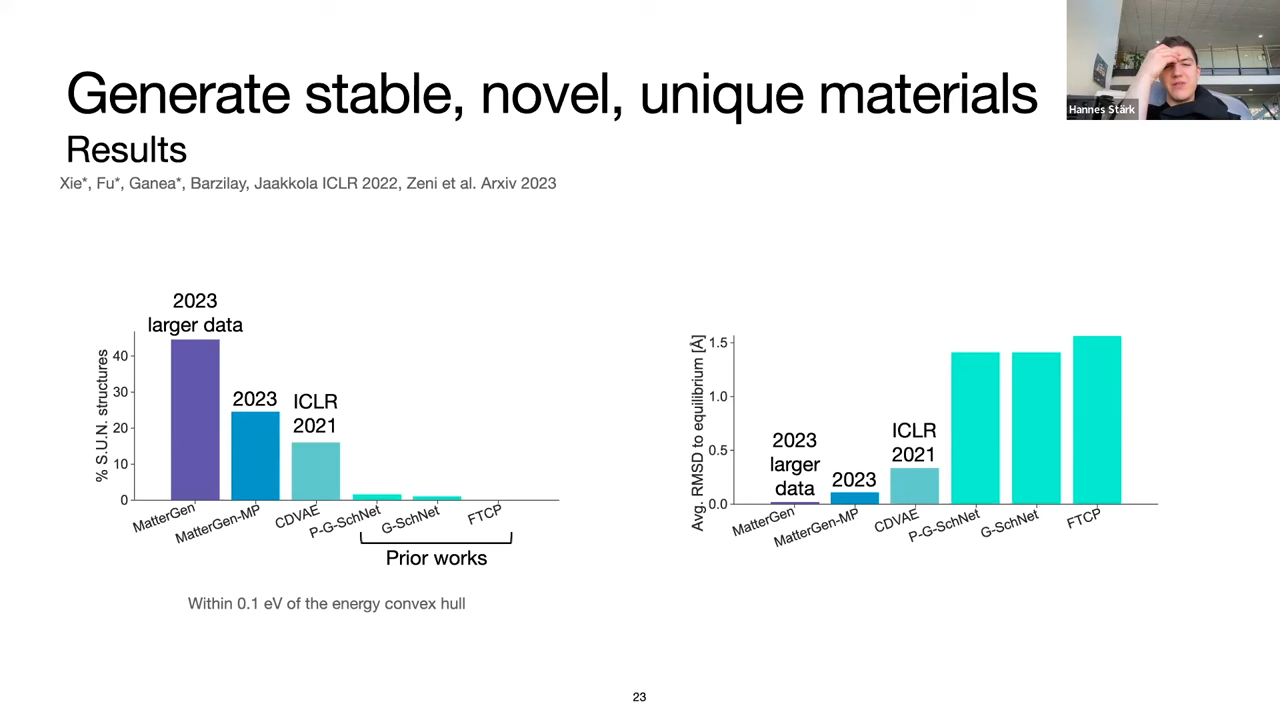 Generate stable, novel, unique materials
Hannes Stärk
Results
Xie*, Fu*, Ganea*, Barzilay, Jaakkola ICLR 2022, Zeni et al. Arxiv 2023
2023
larger data
2023
ICLR
2021
% S.U.N. structures
40
30
20
10
0
MatterGen
MatterGen-MP
CDVAE
P-G-SchNet
G-SchNet
FTCP
Prior works
Within 0.1 eV of the energy convex hull
Avg. RMSD to equilibrium [Å]
1.5
1.0
0.5
0.0
2023
larger
data
2023
ICLR
2021
MatterGen
MatterGen-MP
CDVAE
P-G-SchNet
G-SchNet
FTCP
23